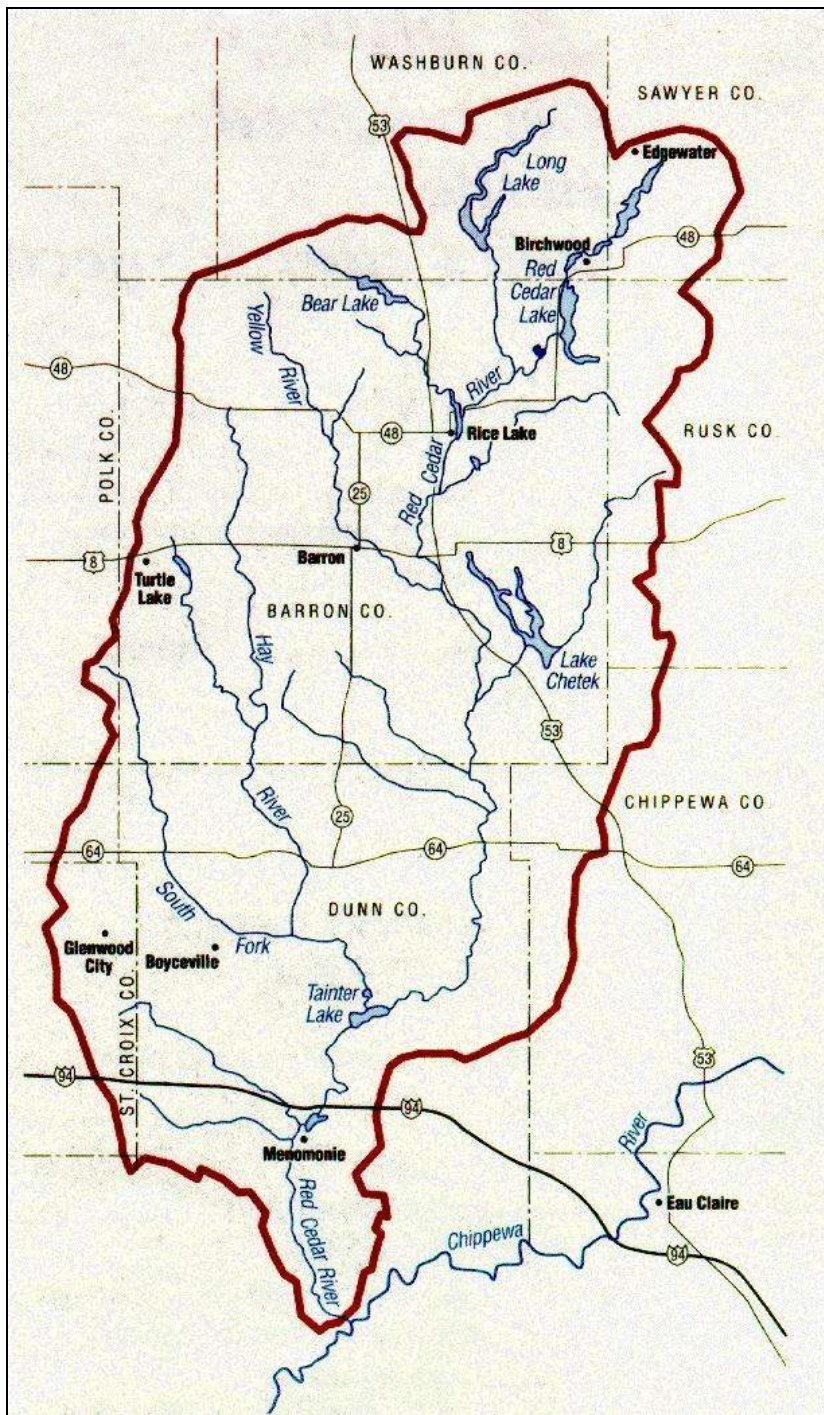 WASHBURN CO.
SAWYER CO.
53
Edgewater
Long
Lake
Birchwood
48
Red
Cedar
Lake
Bear Lake
Yellow
River
River
48
48
Rice Lake
POLK CO.
RUSK CO.
Red Cedar
25
8
Barron
8
Turtle
Lake
BARRON CO.
Hay
Lake
Chetek
53
River
CHIPPEWA CO.
25
64
64
64
South
Fork
DUNN CO.
Glenwood
City
Boyceville
Tainter
Lake
ST. CROIX CO.
94
53
94
River
Menomonie
Red Cedar River
Eau Claire
Chippewa
94